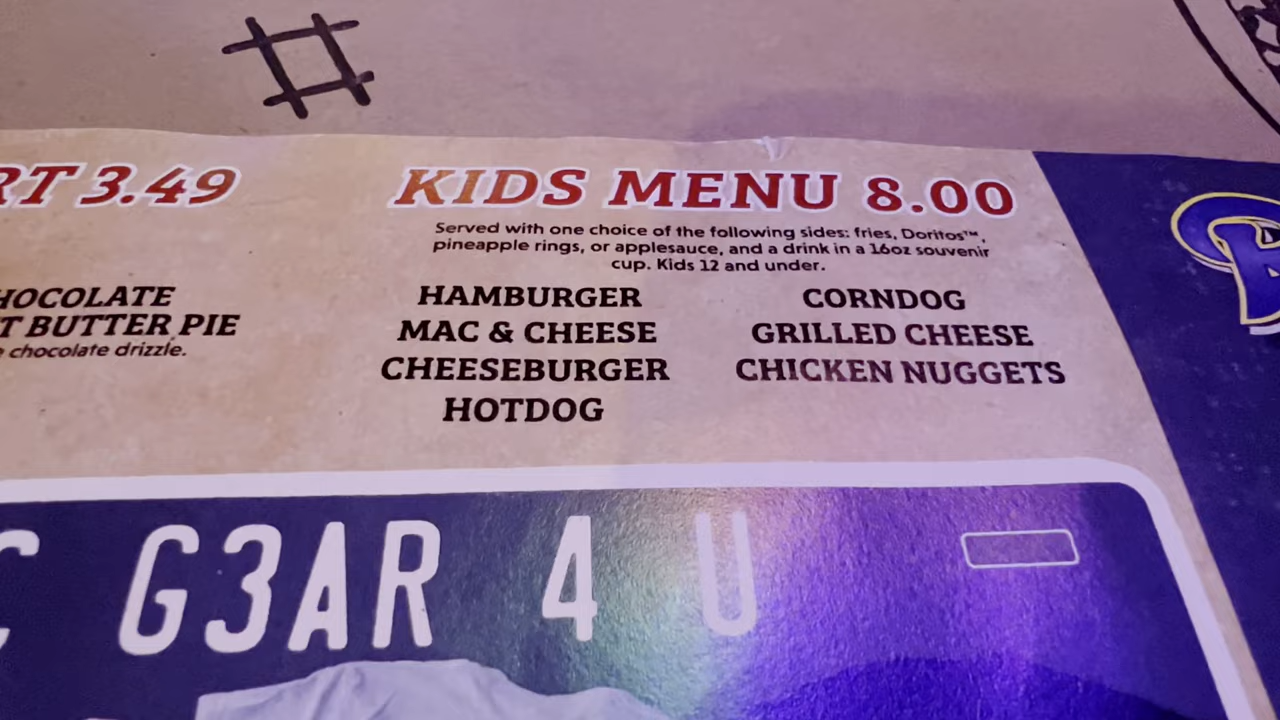 3.49
CHOCOLATE
BUTTER PIE
chocolate drizzle.
KIDS MENU 8.00
Served with one choice of the following sides: fries, Doritos™,
pineapple rings, or applesauce, and a drink in a 16oz souvenir
cup. Kids 12 and under.
HAMBURGER
MAC & CHEESE
CHEESEBURGER
HOTDOG
CORNDOG
GRILLED CHEESE
CHICKEN NUGGETS
G3AR 4 U